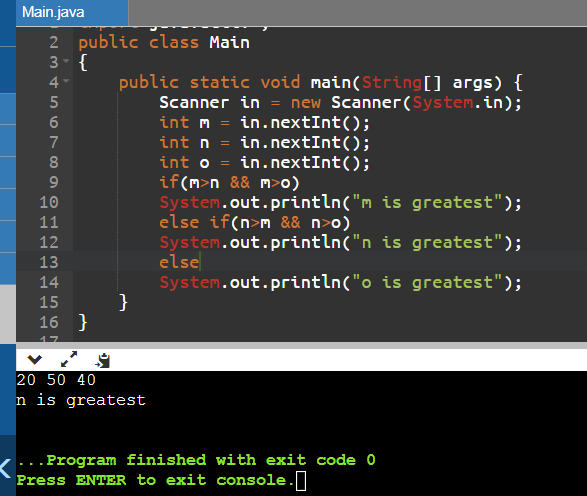 Main.java
2 public class Main
3 {
4 public static void main(String[] args) {
5 Scanner in = new Scanner(System.in);
6 int m = in.nextInt();
7 int n = in.nextInt();
8 int o = in.nextInt();
9 if(m>n && m>o)
10 System.out.println("m is greatest");
11 else if(n>m && n>o)
12 System.out.println("n is greatest");
13 else
14 System.out.println("o is greatest");
15 }
16 }
17
20 50 40
n is greatest
...Program finished with exit code 0
Press ENTER to exit console.